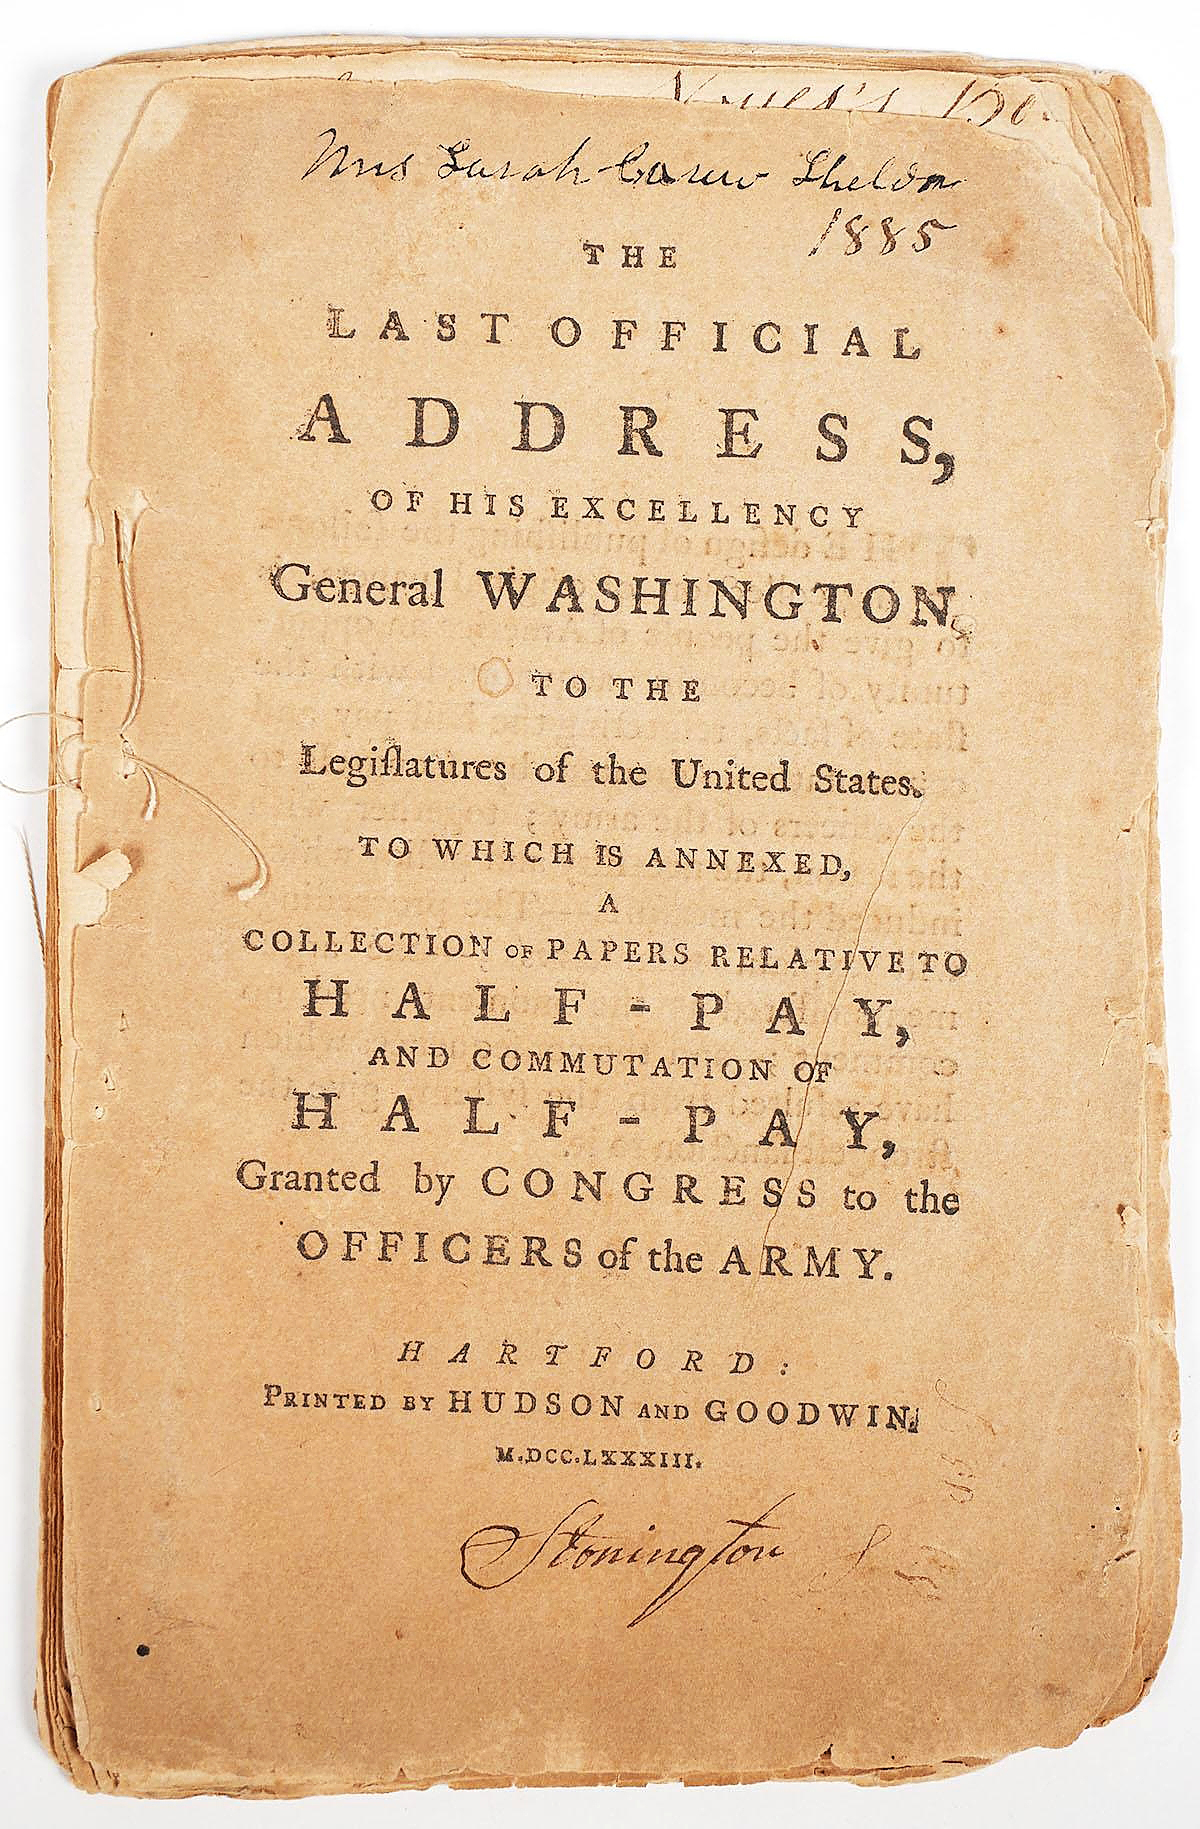 Mrs Sarah Carew Sheldon
1885
THE
LAST OFFICIAL
ADDRESS,
OF HIS EXCELLENCY
General WASHINGTON,
TO THE
Legiſlatures of the United States.
TO WHICH IS ANNEXED,
A
COLLECTION OF PAPERS RELATIVE TO
HALF-PAY,
AND COMMUTATION OF
HALF-PAY,
Granted by CONGRESS to the
OFFICERS of the ARMY.
HARTFORD:
PRINTED BY HUDSON AND GOODWIN.
M.DCC.LXXXIII.
Stonington